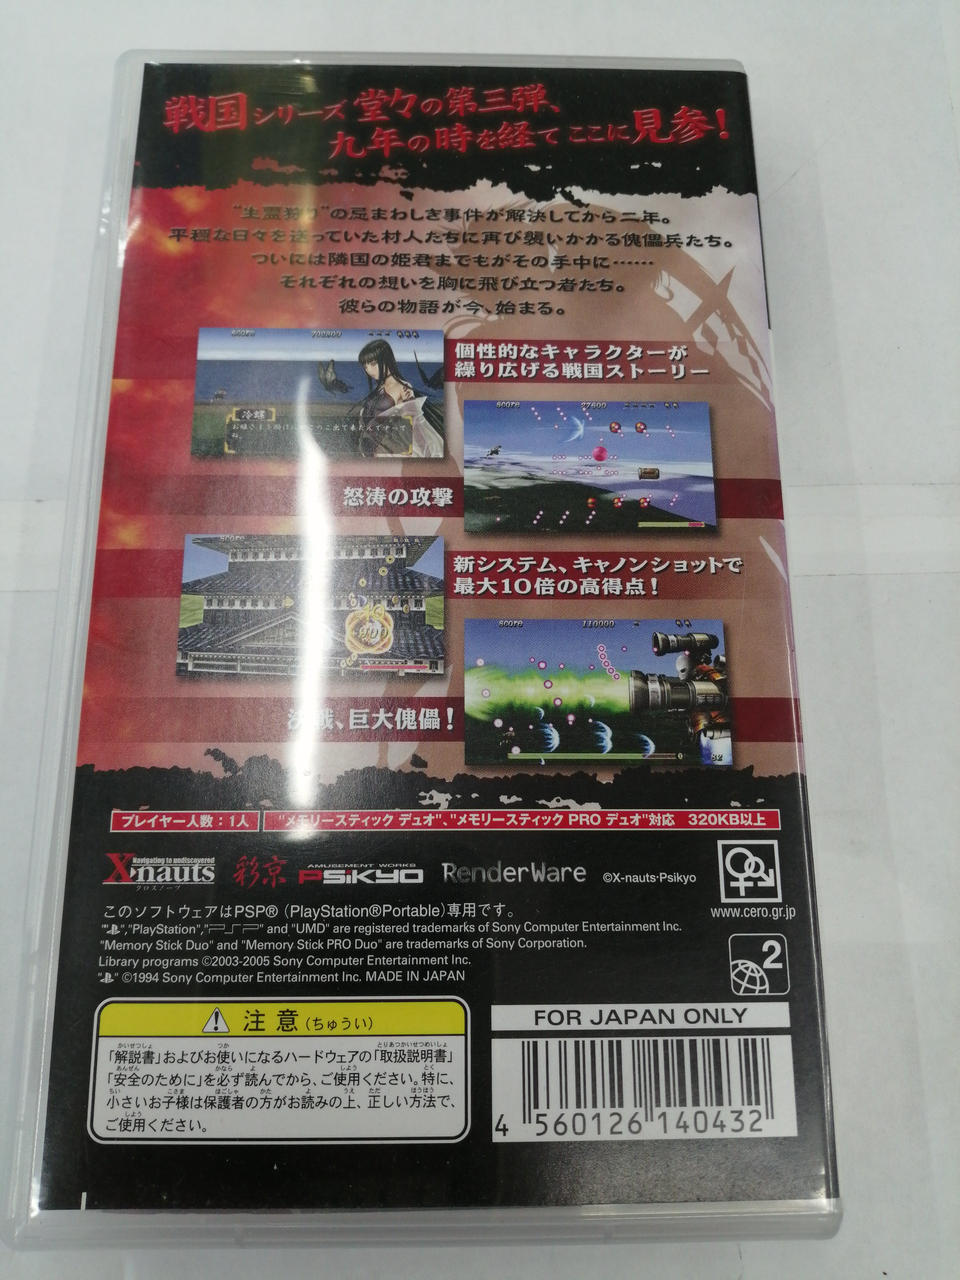 戦国シリーズ 堂々の第三弾、
九年の時を経て ここに見参!
“生霊狩り”の忌まわしき事件が解決してから二年。
平穏な日々を送っていた村人たちに再び襲いかかる傀儡兵たち。
ついには隣国の姫君までもがその手中に……
それぞれの想いを胸に飛び立つ者たち。
彼らの物語が今、始まる。
score 708800
冷蝶
個性的なキャラクターが
繰り広げる戦国ストーリー
score 27600
怒涛の攻撃
score
新システム、キャノンショットで
最大10倍の高得点!
score 110000
82
決戦、巨大傀儡!
プレイヤー人数:1人
"メモリースティック デュオ"、"メモリースティック PRO デュオ"対応 320KB以上
Navigating to undiscovered
X-nauts
クロスノーツ
彩京
AMUSEMENT WORKS
PSIKYO
RenderWare
©X-nauts·Psikyo
www.cero.gr.jp
このソフトウェアはPSP®(PlayStation®Portable)専用です。
"","PlayStation","PSP" and "UMD" are registered trademarks of Sony Computer Entertainment Inc.
"Memory Stick Duo" and "Memory Stick PRO Duo" are trademarks of Sony Corporation.
Library programs ©2003-2005 Sony Computer Entertainment Inc.
"" ©1994 Sony Computer Entertainment Inc. MADE IN JAPAN
2
注意(ちゅうい)
「解説書」およびお使いになるハードウェアの「取扱説明書」
「安全のために」を必ず読んでから、ご使用ください。特に、
小さいお子様は保護者の方がお読みの上、正しい方法で、
ご使用ください。
FOR JAPAN ONLY
4 560126 140432